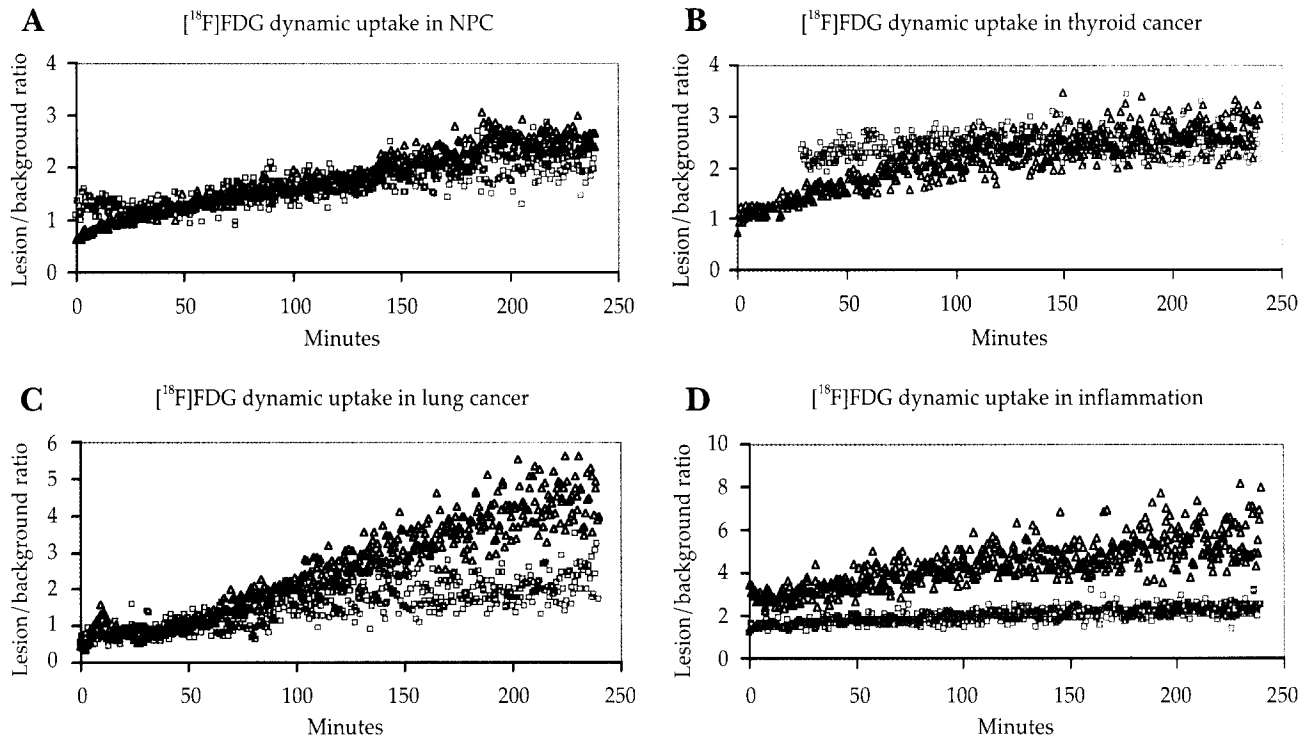 A
[¹⁸F]FDG dynamic uptake in NPC
Lesion/background ratio
4
3
2
1
0
0 50 100 150 200 250
Minutes
B
[¹⁸F]FDG dynamic uptake in thyroid cancer
Lesion/background ratio
4
3
2
1
0
0 50 100 150 200 250
Minutes
C
[¹⁸F]FDG dynamic uptake in lung cancer
Lesion/background ratio
6
5
4
3
2
1
0
0 50 100 150 200 250
Minutes
D
[¹⁸F]FDG dynamic uptake in inflammation
Lesion/background ratio
10
8
6
4
2
0
0 50 100 150 200 250
Minutes